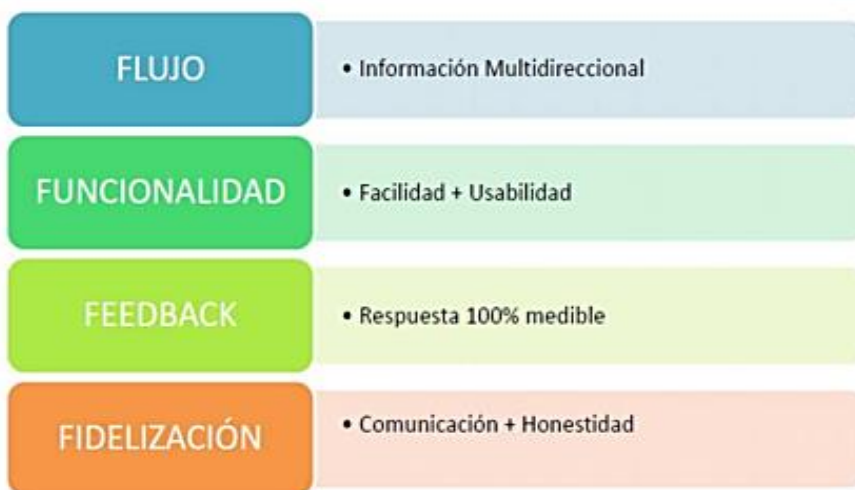 FLUJO
• Información Multidireccional
FUNCIONALIDAD
• Facilidad + Usabilidad
FEEDBACK
• Respuesta 100% medible
FIDELIZACIÓN
• Comunicación + Honestidad